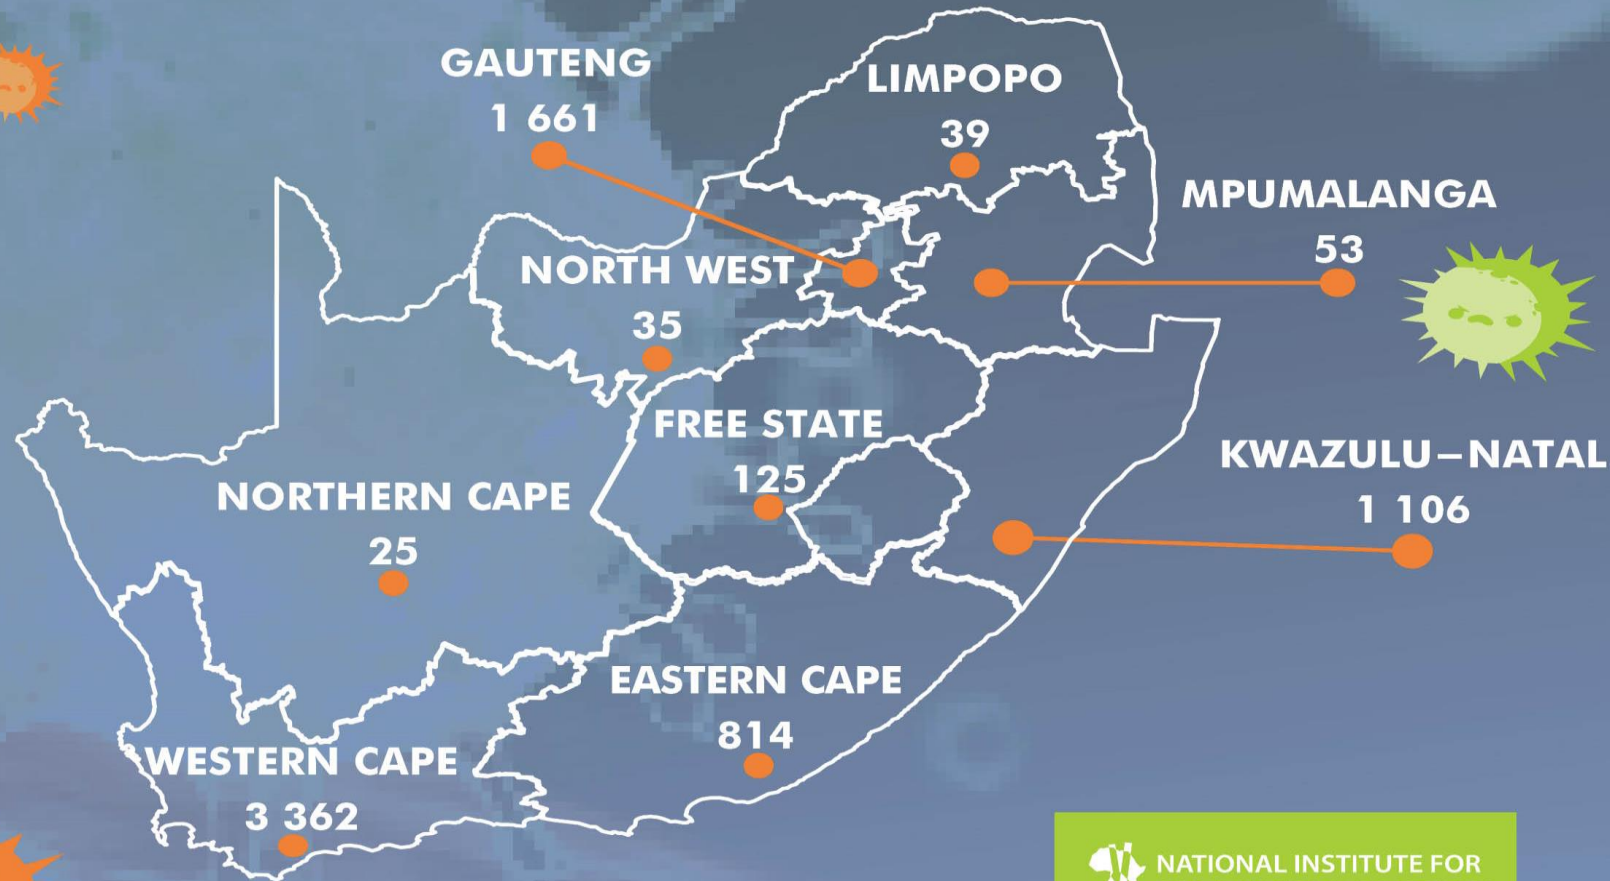 GAUTENG
1 661
LIMPOPO
39
MPUMALANGA
53
NORTH WEST
35
FREE STATE
125
KWAZULU–NATAL
1 106
NORTHERN CAPE
25
EASTERN CAPE
814
WESTERN CAPE
3 362
NATIONAL INSTITUTE FOR